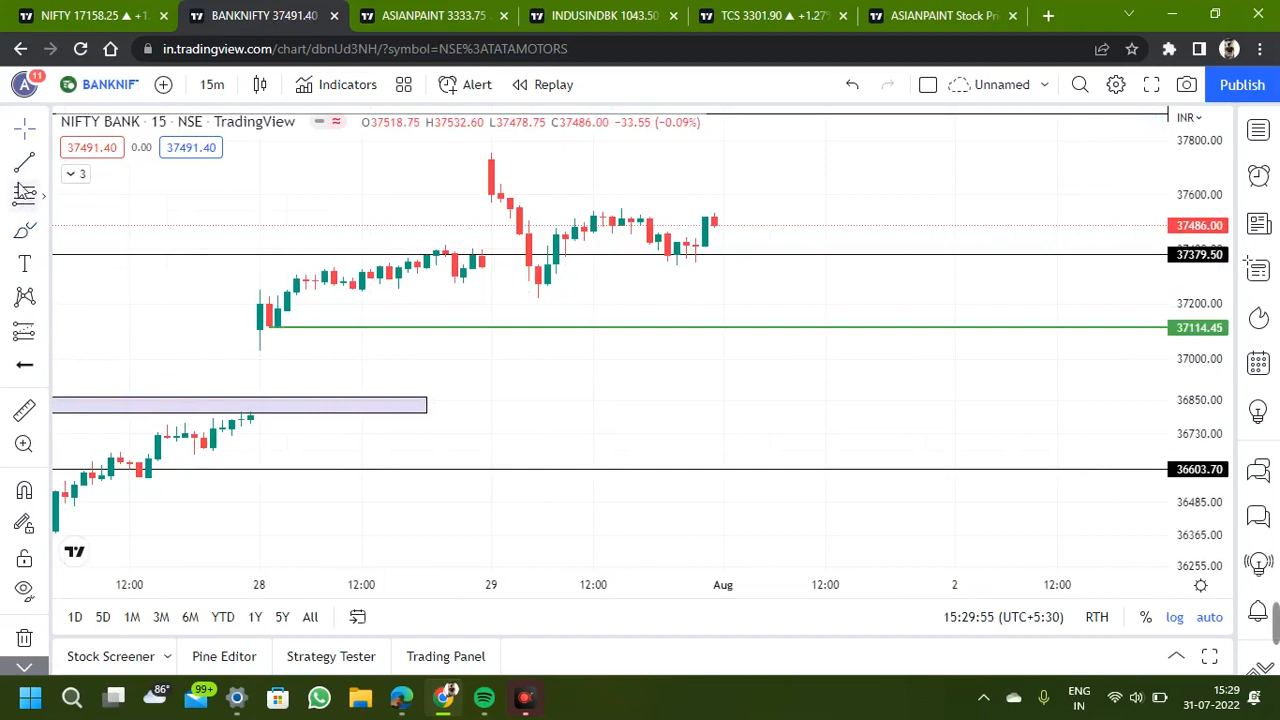 NIFTY 17158.25 ▲ +1.
BANKNIFTY 37491.40
ASIANPAINT 3333.75
INDUSINDBK 1043.50
TCS 3301.90 ▲ +1.27%
ASIANPAINT Stock Pri
in.tradingview.com/chart/dbnUd3NH/?symbol=NSE%3ATATAMOTORS
A 11 BANKNIF 15m Indicators Alert Replay Unnamed Publish
NIFTY BANK · 15 · NSE · TradingView O37518.75 H37532.60 L37478.75 C37486.00 −33.55 (−0.09%) INR
37491.40 0.00 37491.40
3
37800.00
37600.00
37486.00
37379.50
37200.00
37114.45
37000.00
36850.00
36730.00
36603.70
36485.00
36365.00
36255.00
12:00 28 12:00 29 12:00 Aug 12:00 2 12:00
1D 5D 1M 3M 6M YTD 1Y 5Y All 15:29:55 (UTC+5:30) RTH % log auto
Stock Screener Pine Editor Strategy Tester Trading Panel
86° 99+ ENG 15:29
IN 31-07-2022